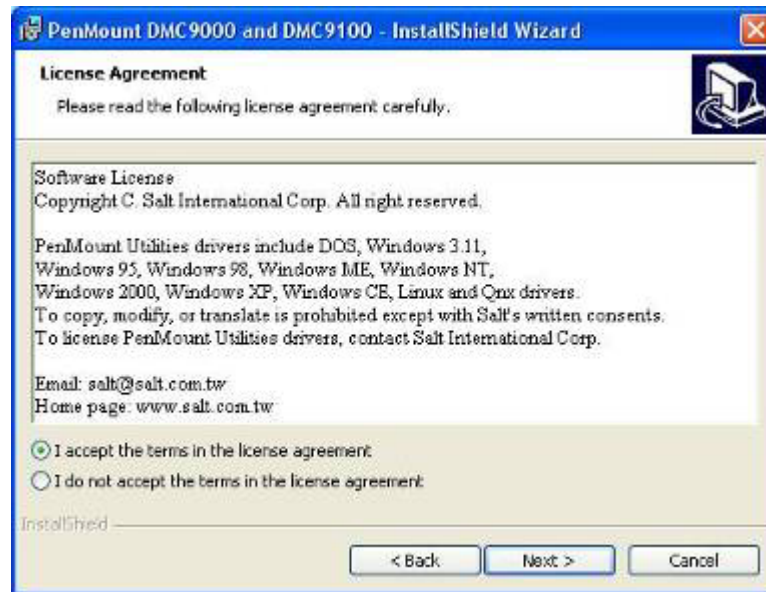 PenMount DMC9000 and DMC9100 - InstallShield Wizard
License Agreement
Please read the following license agreement carefully.
Software License
Copyright C. Salt International Corp. All right reserved.
PenMount Utilities drivers include DOS, Windows 3.11,
Windows 95, Windows 98, Windows ME, Windows NT,
Windows 2000, Windows XP, Windows CE, Linux and Qnx drivers.
To copy, modify, or translate is prohibited except with Salt's written consents.
To license PenMount Utilities drivers, contact Salt International Corp.
Email: salt@salt.com.tw
Home page: www.salt.com.tw
I accept the terms in the license agreement
I do not accept the terms in the license agreement
InstallShield
< Back Next > Cancel